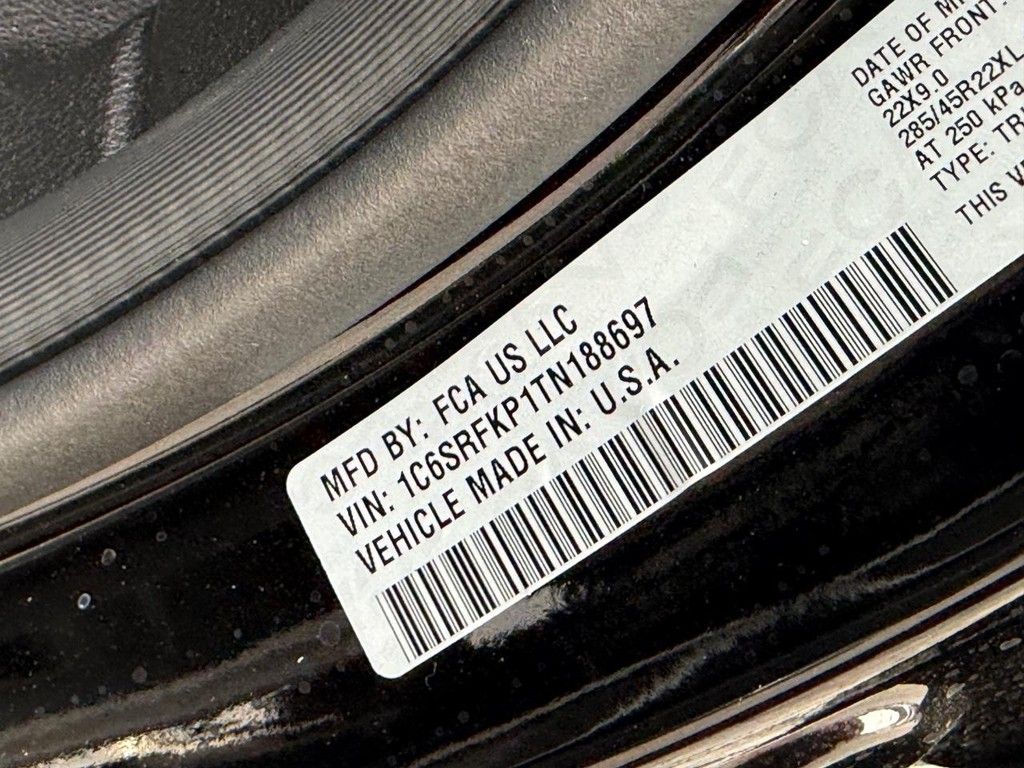 MFD BY: FCA US LLC
VIN: 1C6SRFKP1TN188697
VEHICLE MADE IN: U.S.A.
DATE OF
GAWR FRONT
22X9.0
285/45R22XL
AT 250 kPa
TYPE:
THIS